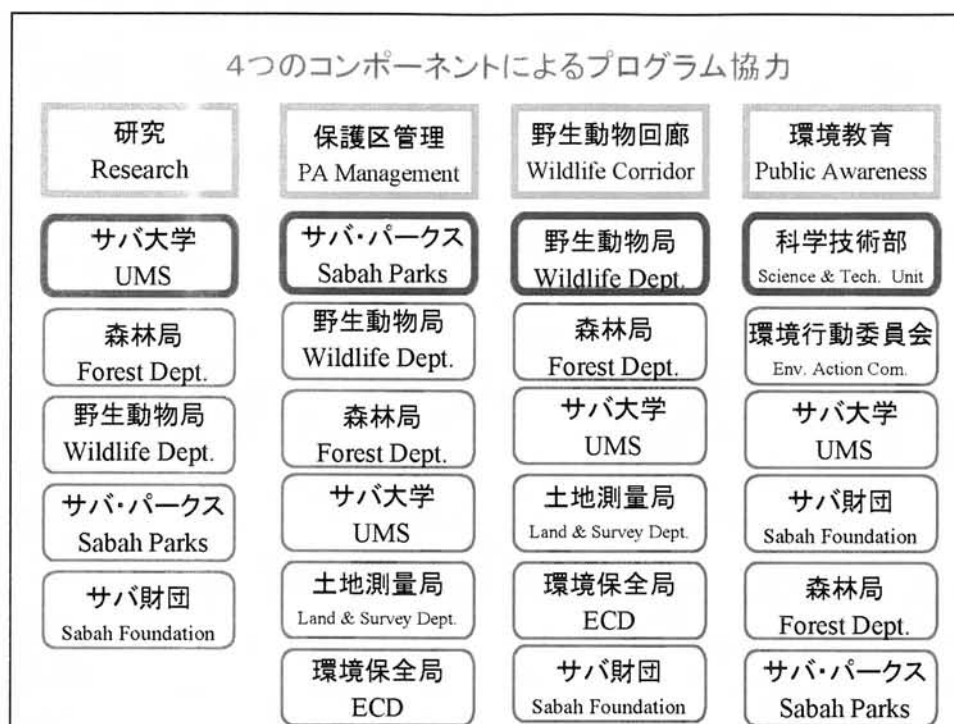 4つのコンポーネントによるプログラム協力
研究
Research
サバ大学
UMS
森林局
Forest Dept.
野生動物局
Wildlife Dept.
サバ・パークス
Sabah Parks
サバ財団
Sabah Foundation
保護区管理
PA Management
サバ・パークス
Sabah Parks
野生動物局
Wildlife Dept.
森林局
Forest Dept.
サバ大学
UMS
土地測量局
Land & Survey Dept.
環境保全局
ECD
野生動物回廊
Wildlife Corridor
野生動物局
Wildlife Dept.
森林局
Forest Dept.
サバ大学
UMS
土地測量局
Land & Survey Dept.
環境保全局
ECD
サバ財団
Sabah Foundation
環境教育
Public Awareness
科学技術部
Science & Tech. Unit
環境行動委員会
Env. Action Com.
サバ大学
UMS
サバ財団
Sabah Foundation
森林局
Forest Dept.
サバ・パークス
Sabah Parks